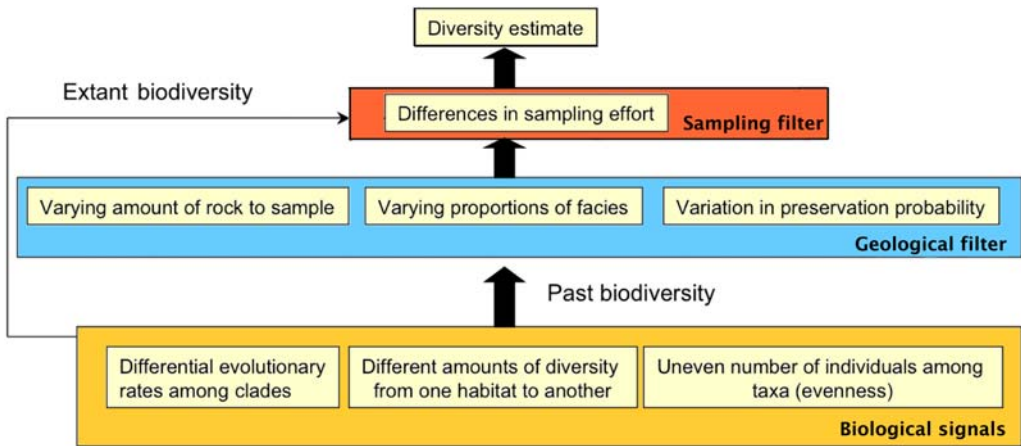 Diversity estimate
Extant biodiversity
Differences in sampling effort
Sampling filter
Varying amount of rock to sample
Varying proportions of facies
Variation in preservation probability
Geological filter
Past biodiversity
Differential evolutionary
rates among clades
Different amounts of diversity
from one habitat to another
Uneven number of individuals among
taxa (evenness)
Biological signals